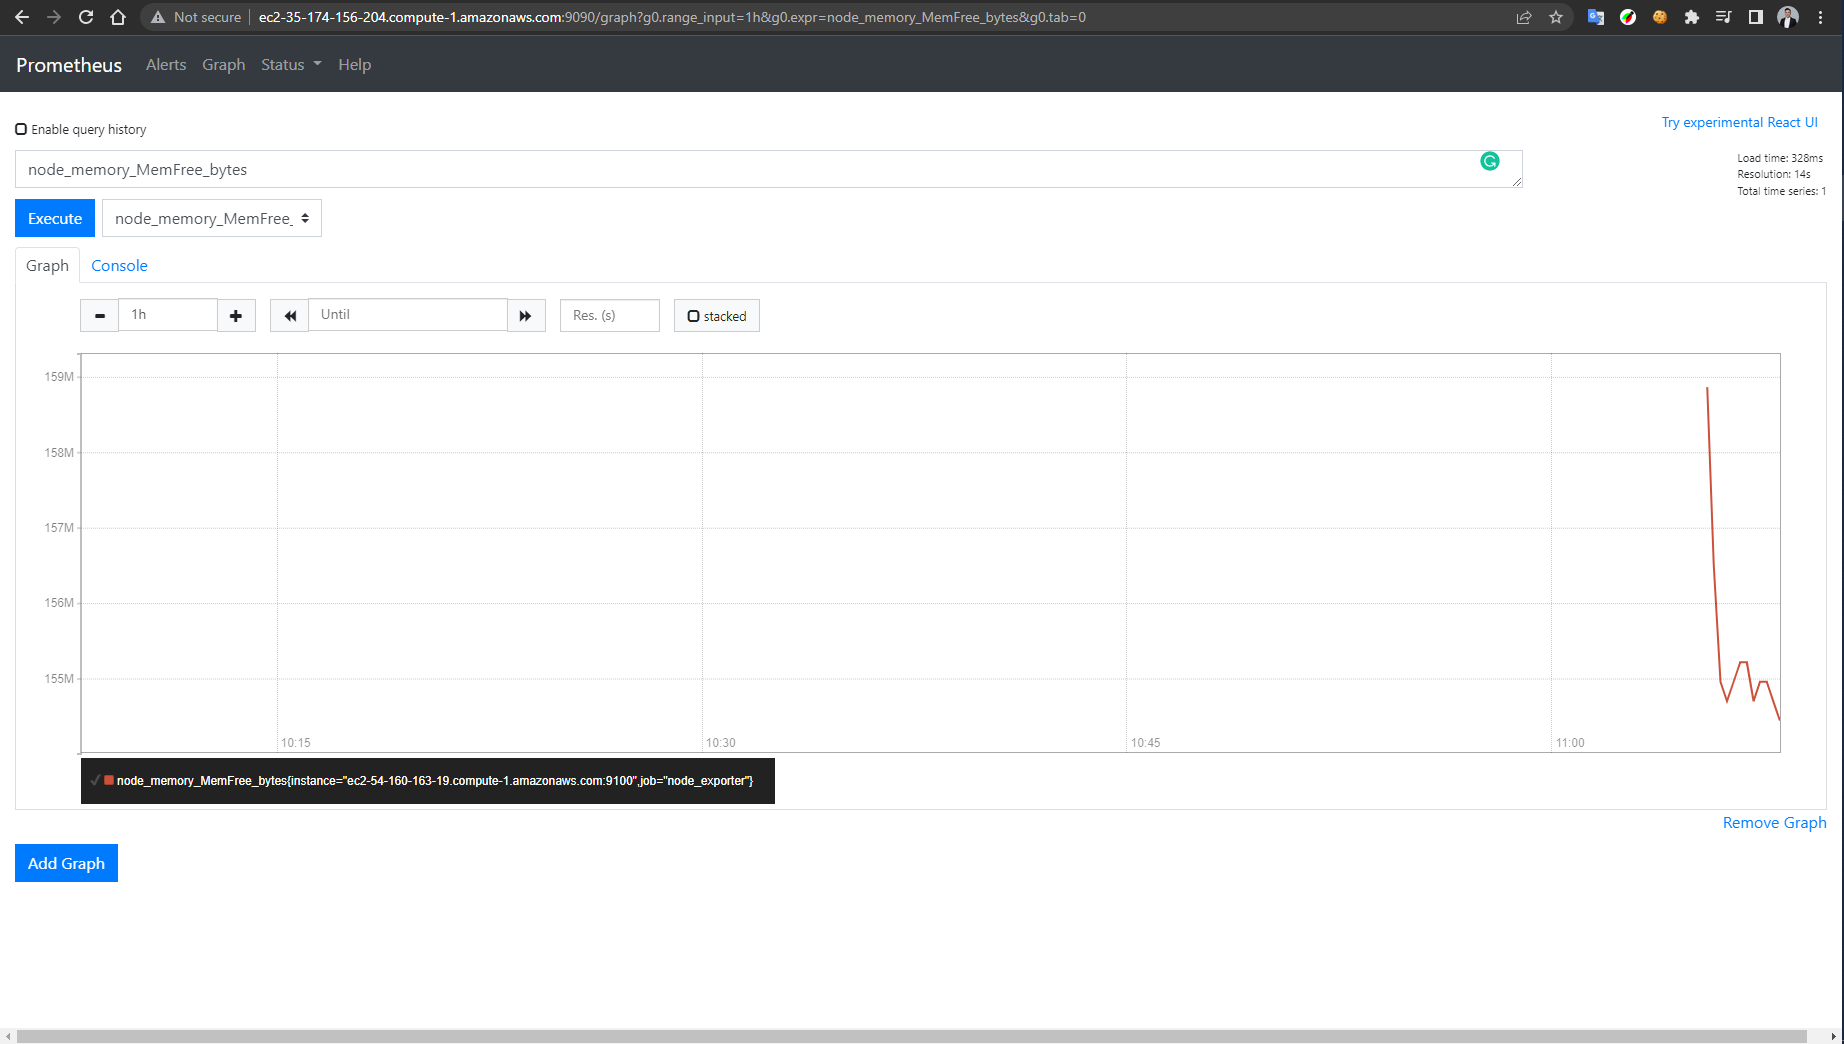 Not secure ec2-35-174-156-204.compute-1.amazonaws.com:9090/graph?g0.range_input=1h&g0.expr=node_memory_MemFree_bytes&g0.tab=0
Prometheus Alerts Graph Status Help
Enable query history
Try experimental React UI
node_memory_MemFree_bytes
Load time: 328ms
Resolution: 14s
Total time series: 1
Execute node_memory_MemFree_
Graph Console
1h Until Res. (s) stacked
159M
158M
157M
156M
155M
10:15 10:30 10:45 11:00
node_memory_MemFree_bytes{instance="ec2-54-160-163-19.compute-1.amazonaws.com:9100",job="node_exporter"}
Remove Graph
Add Graph